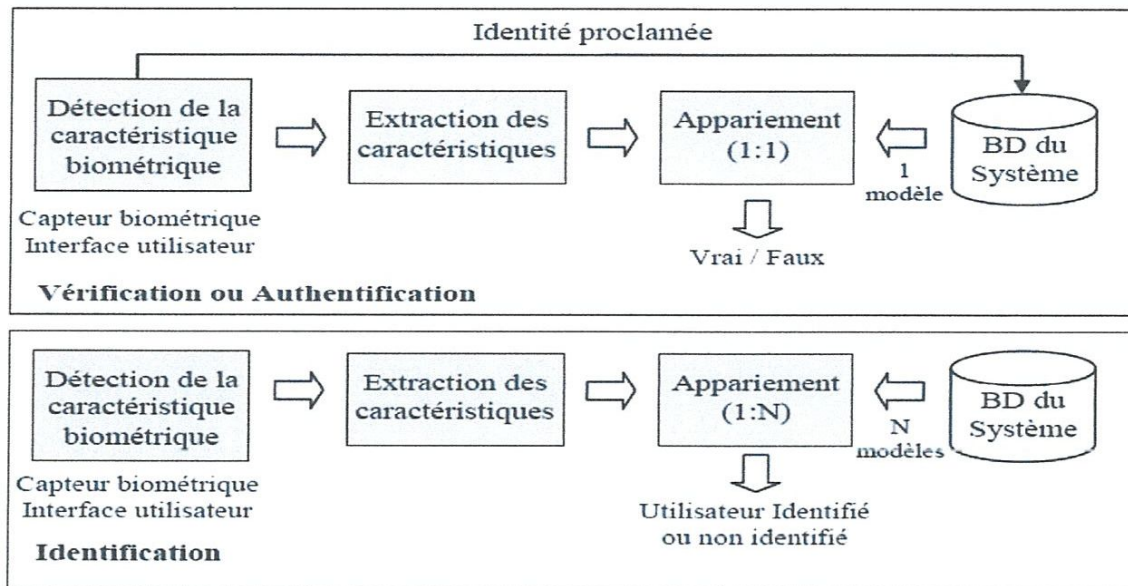 Identité proclamée
Détection de la
caractéristique
biométrique
Extraction des
caractéristiques
Appariement
(1:1)
1
modèle
BD du
Système
Capteur biométrique
Interface utilisateur
Vrai / Faux
Vérification ou Authentification
Détection de la
caractéristique
biométrique
Extraction des
caractéristiques
Appariement
(1:N)
N
modèles
BD du
Système
Capteur biométrique
Interface utilisateur
Utilisateur Identifié
ou non identifié
Identification